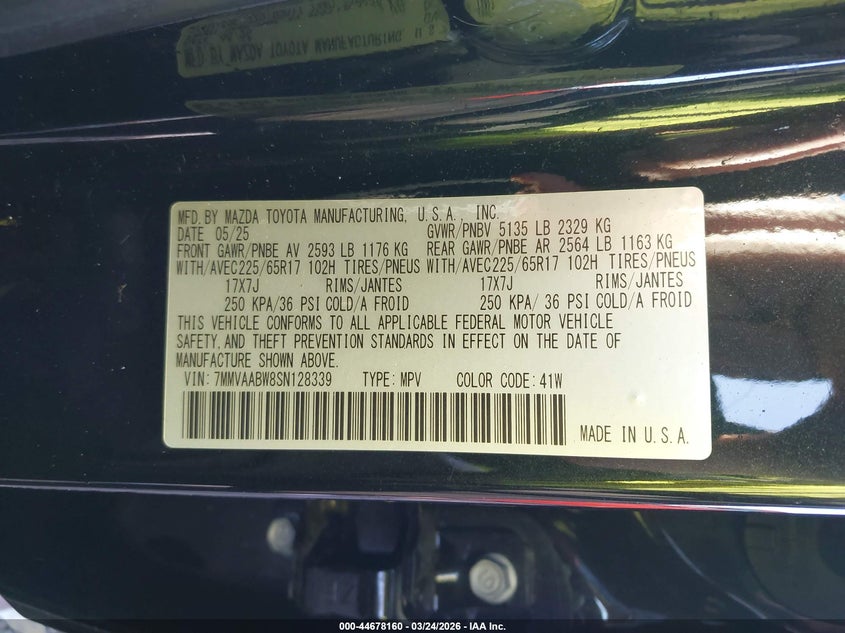 MFD. BY MAZDA TOYOTA MANUFACTURING, U.S.A., INC.
DATE 05/25 GVWR/PNBV 5135 LB 2329 KG
FRONT GAWR/PNBE AV 2593 LB 1176 KG REAR GAWR/PNBE AR 2564 LB 1163 KG
WITH/AVEC225/65R17 102H TIRES/PNEUS WITH/AVEC225/65R17 102H TIRES/PNEUS
17X7J RIMS/JANTES 17X7J RIMS/JANTES
250 KPA/36 PSI COLD/A FROID 250 KPA/ 36 PSI COLD/A FROID
THIS VEHICLE CONFORMS TO ALL APPLICABLE FEDERAL MOTOR VEHICLE
SAFETY, AND THEFT PREVENTION STANDARDS IN EFFECT ON THE DATE OF
MANUFACTURE SHOWN ABOVE.
VIN: 7MMVAABW8SN128339 TYPE: MPV COLOR CODE: 41W
MADE IN U.S.A.
000-44678160 - 03/24/2026 - IAA Inc.